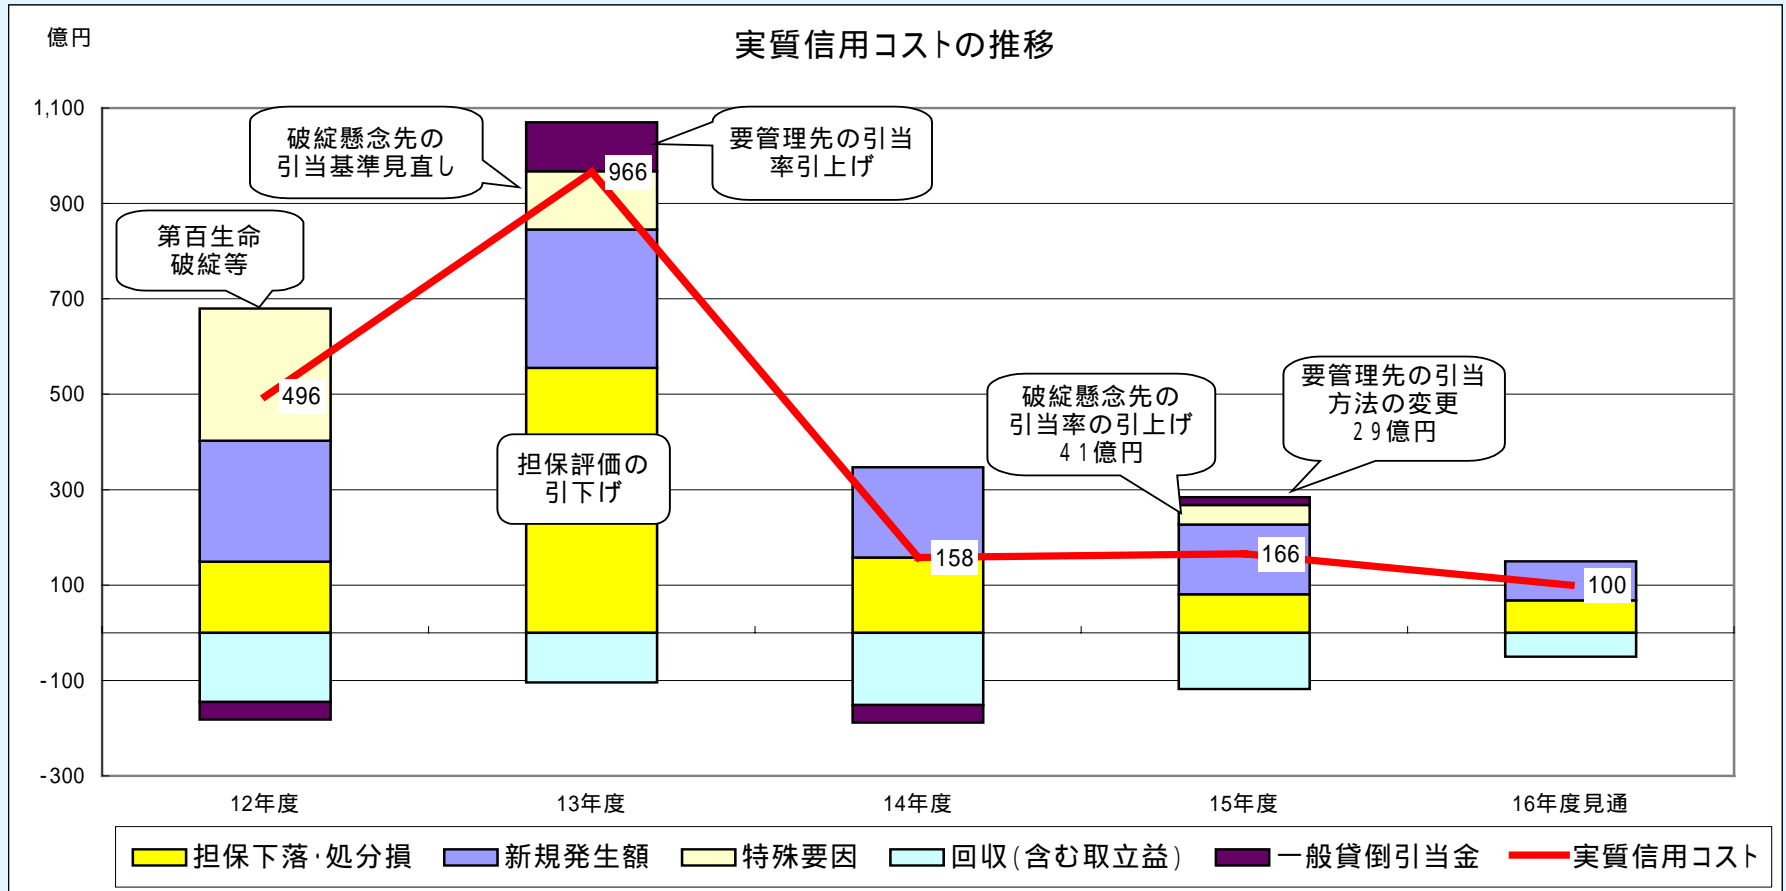 億円
実質信用コストの推移
1,100
900
700
500
300
100
-100
-300
破綻懸念先の
引当基準見直し
要管理先の引当
率引上げ
第百生命
破綻等
担保評価の
引下げ
破綻懸念先の
引当率の引上げ
41億円
要管理先の引当
方法の変更
29億円
496
966
158
166
100
12年度
13年度
14年度
15年度
16年度見通
担保下落・処分損
新規発生額
特殊要因
回収(含む取立益)
一般貸倒引当金
実質信用コスト